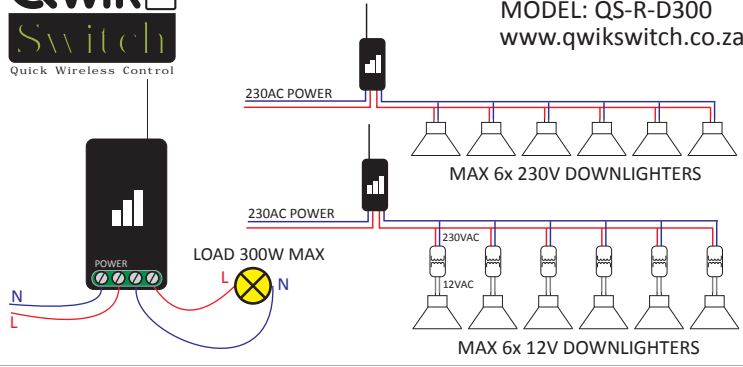 QWIK
Switch
Quick Wireless Control
MODEL: QS-R-D300
www.qwikswitch.co.za
230AC POWER
MAX 6x 230V DOWNLIGHTERS
230AC POWER
230VAC
12VAC
MAX 6x 12V DOWNLIGHTERS
POWER
LOAD 300W MAX
L
N
N
L